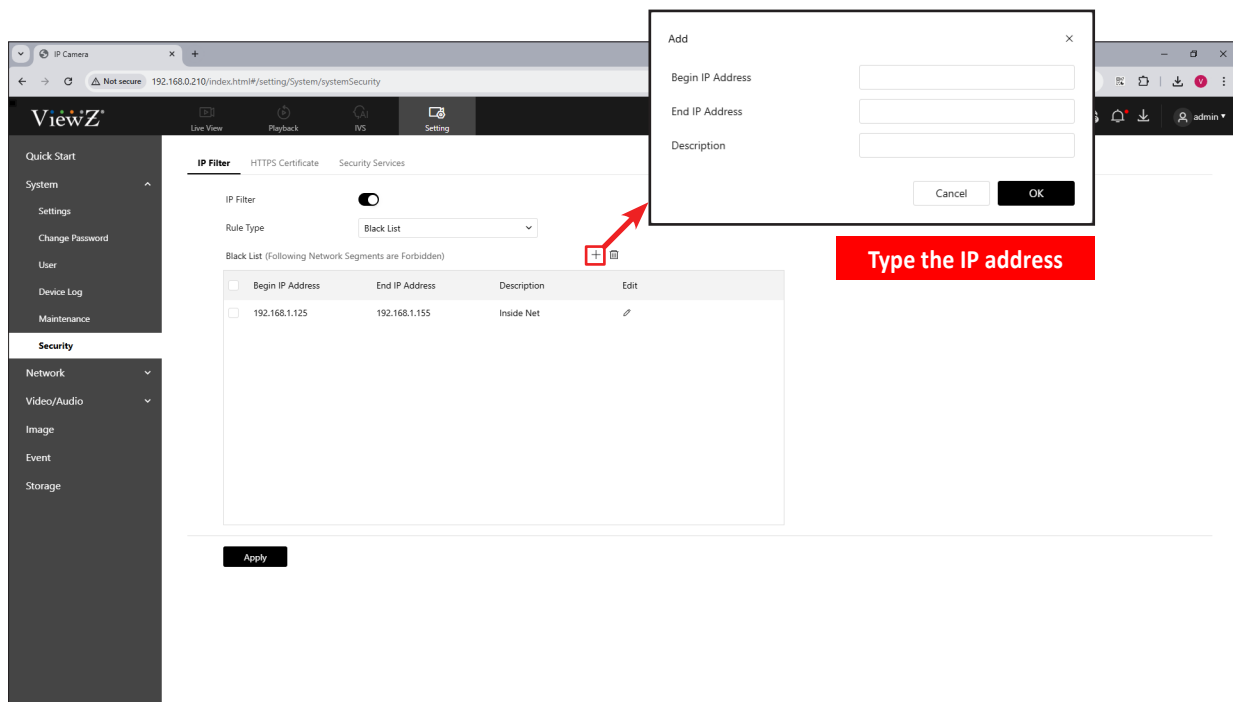 Add
IP Camera
Begin IP Address
Not secure 192.168.0.210/index.html#/setting/System/systemSecurity
End IP Address
ViewZ
Live View Playback IVS Setting
admin
Description
Quick Start
IP Filter HTTPS Certificate Security Services
System
IP Filter
Cancel OK
Settings
Rule Type Black List
Change Password
Black List (Following Network Segments are Forbidden)
Type the IP address
User
Begin IP Address End IP Address Description Edit
Device Log
192.168.1.125 192.168.1.155 Inside Net
Maintenance
Security
Network
Video/Audio
Image
Event
Storage
Apply